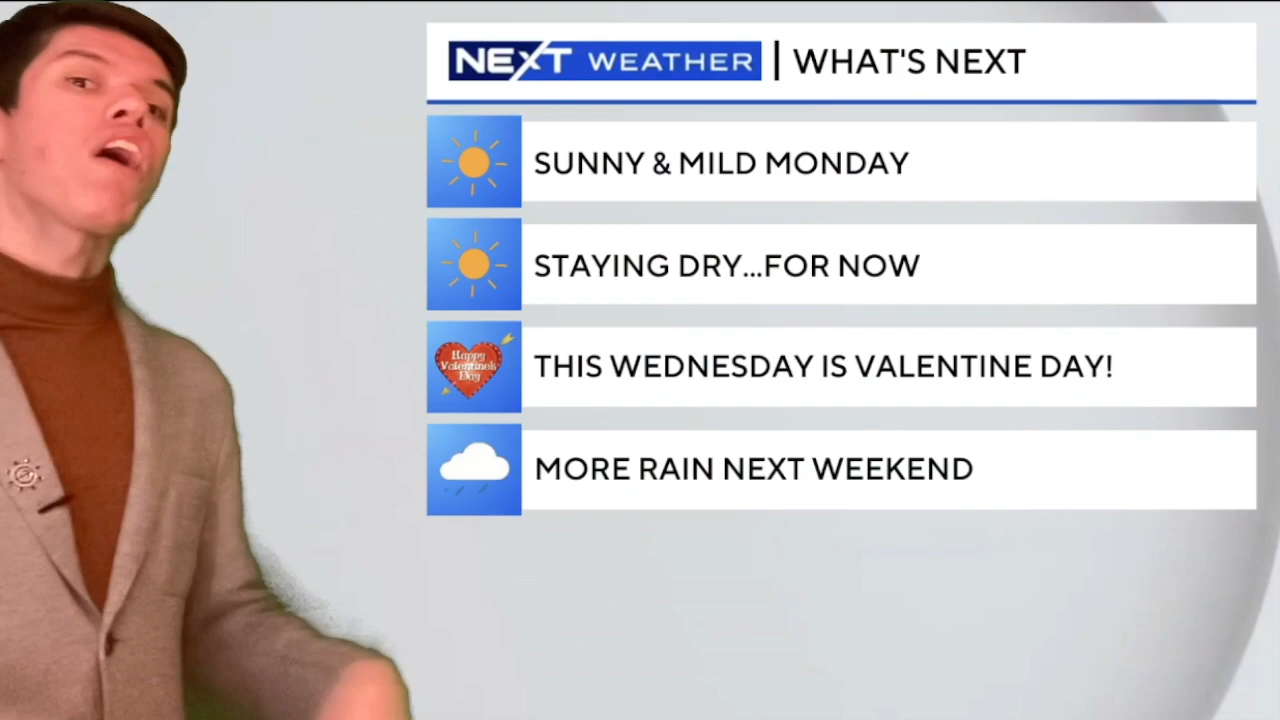 NEXT WEATHER | WHAT'S NEXT
SUNNY & MILD MONDAY
STAYING DRY...FOR NOW
Happy
Valentine's
Day
THIS WEDNESDAY IS VALENTINE DAY!
MORE RAIN NEXT WEEKEND